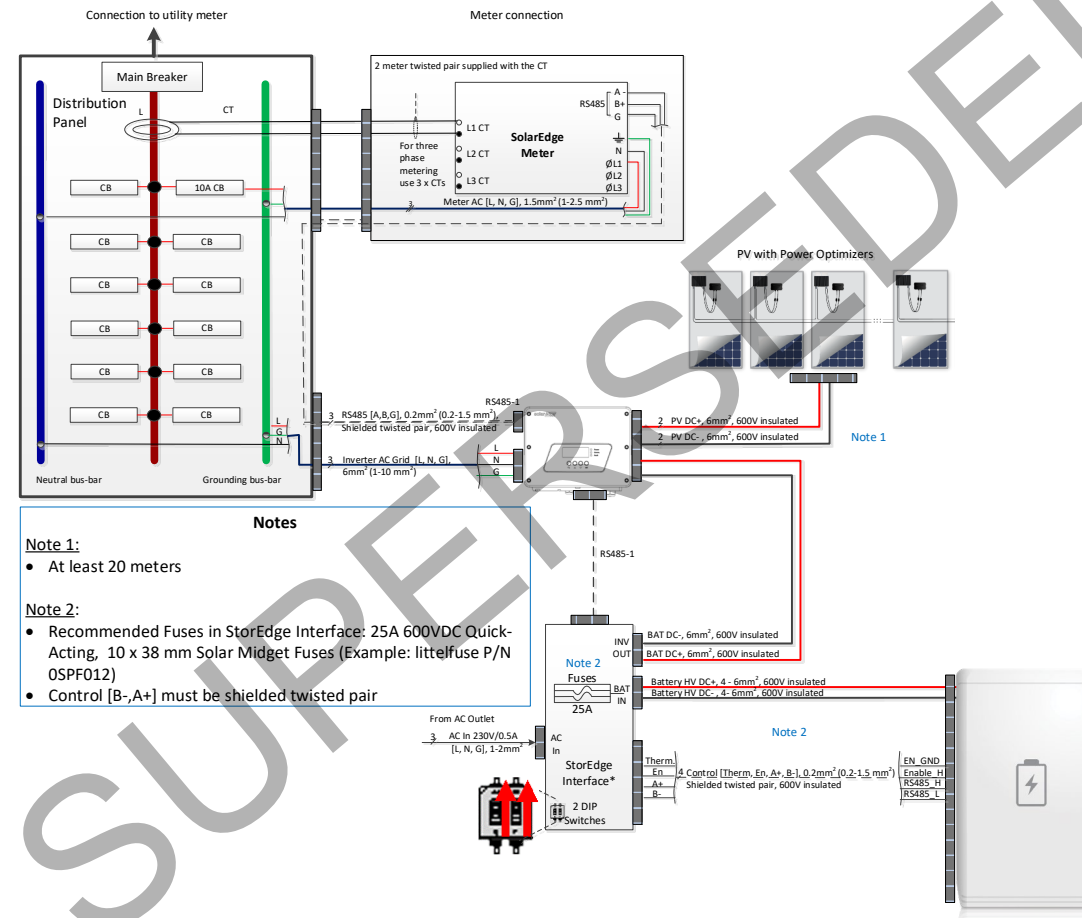 Connection to utility meter
Meter connection
Main Breaker
Distribution
Panel
L
CT
CB
10A CB
CB
CB
CB
CB
CB
CB
CB
CB
CB
CB
L
G
N
Neutral bus-bar
Grounding bus-bar
2 meter twisted pair supplied with the CT
For three
phase
metering
use 3 x CTs
L1 CT
L2 CT
L3 CT
SolarEdge
Meter
RS485
A -
B+
G
N
ØL1
ØL2
ØL3
3
Meter AC [L, N, G], 1.5mm² (1-2.5 mm²)
PV with Power Optimizers
RS485-1
3 RS485 [A,B,G], 0.2mm² (0.2-1.5 mm²)
Shielded twisted pair, 600V insulated
3 Inverter AC Grid [L, N, G],
6mm² (1-10 mm²)
L
N
G
2 PV DC+, 6mm², 600V insulated
2 PV DC-, 6mm², 600V insulated
Note 1
RS485-1
Notes
Note 1:
• At least 20 meters
Note 2:
• Recommended Fuses in StorEdge Interface: 25A 600VDC Quick-
Acting, 10 x 38 mm Solar Midget Fuses (Example: littelfuse P/N
0SPF012)
• Control [B-,A+] must be shielded twisted pair
INV
OUT
BAT DC-, 6mm², 600V insulated
BAT DC+, 6mm², 600V insulated
Note 2
Fuses
25A
BAT
IN
Battery HV DC+, 4 - 6mm², 600V insulated
Battery HV DC- , 4- 6mm², 600V insulated
Note 2
From AC Outlet
3 AC In 230V/0.5A
[L, N, G], 1-2mm²
AC
In
StorEdge
Interface*
2 DIP
Switches
Therm.
En
A+
B-
4 Control [Therm, En, A+, B-], 0.2mm² (0.2-1.5 mm²)
Shielded twisted pair, 600V insulated
EN_GND
Enable_H
RS485_H
RS485_L
SUPERSEDE